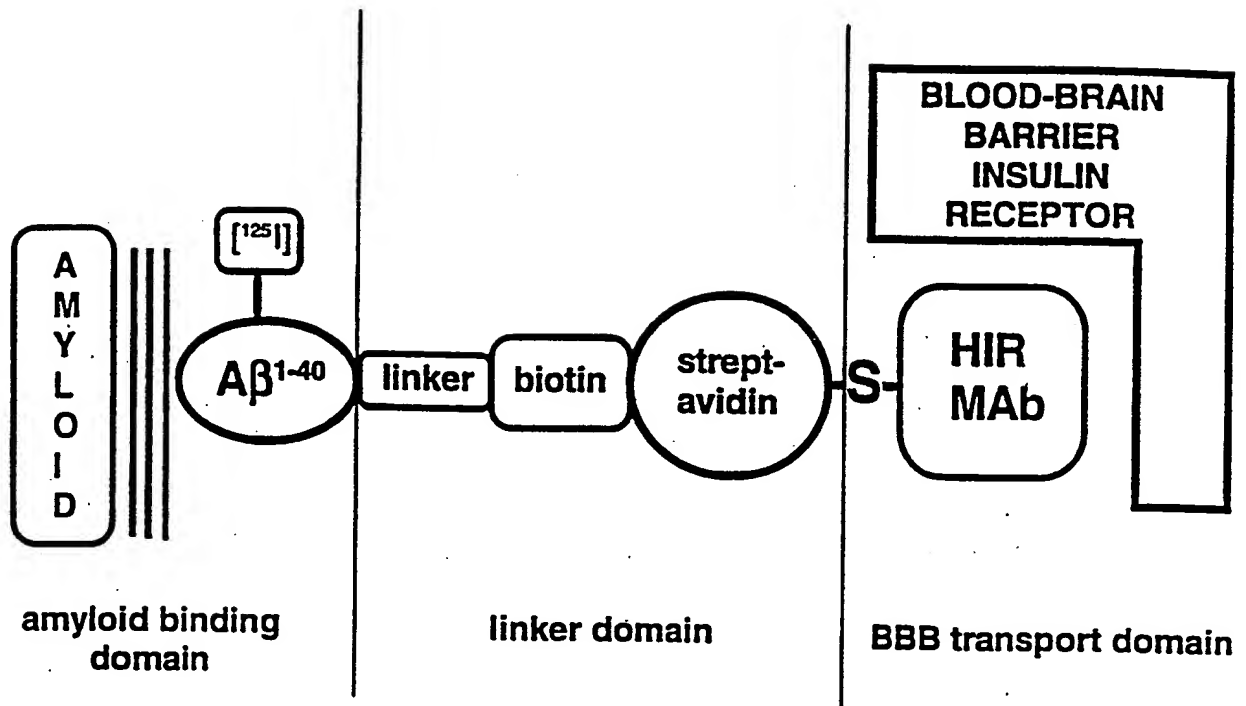 BLOOD-BRAIN
BARRIER
INSULIN
RECEPTOR
[¹²⁵I]
A
M
Y
L
O
I
D
Aβ¹⁻⁴⁰
linker
biotin
strept-
avidin
-S-
HIR
MAb
amyloid binding
domain
linker domain
BBB transport domain